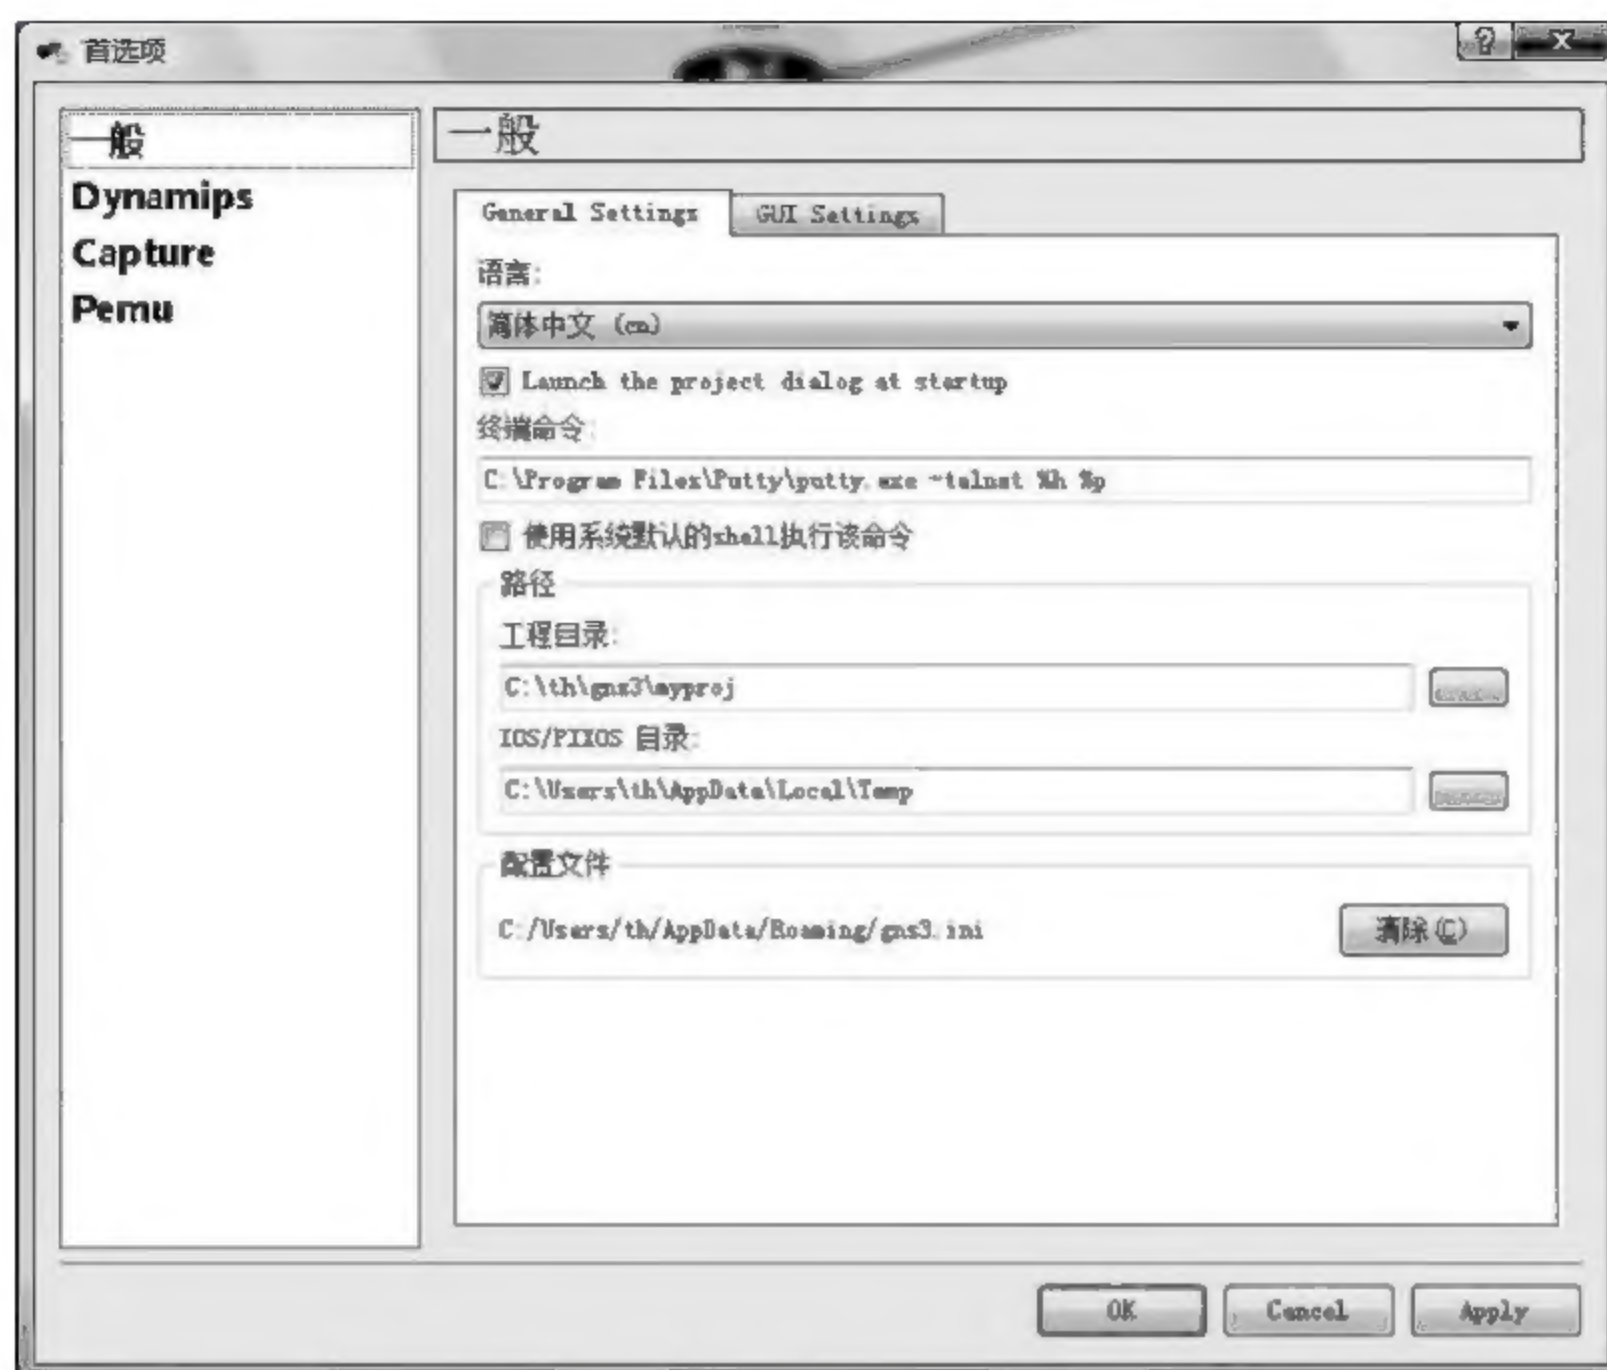 首选项
一般
Dynamips
Capture
Pemu
一般
General Settings
GUI Settings
语言:
简体中文 (cn)
Launch the project dialog at startup
终端命令:
C:\Program Files\Putty\putty.exe -telnet %h %p
使用系统默认的shell执行该命令
路径
工程目录:
C:\th\gns3\myproj
IOS/PIXOS 目录:
C:\Users\th\AppData\Local\Temp
配置文件
C:/Users/th/AppData/Roaming/gns3.ini
清除(C)
OK
Cancel
Apply